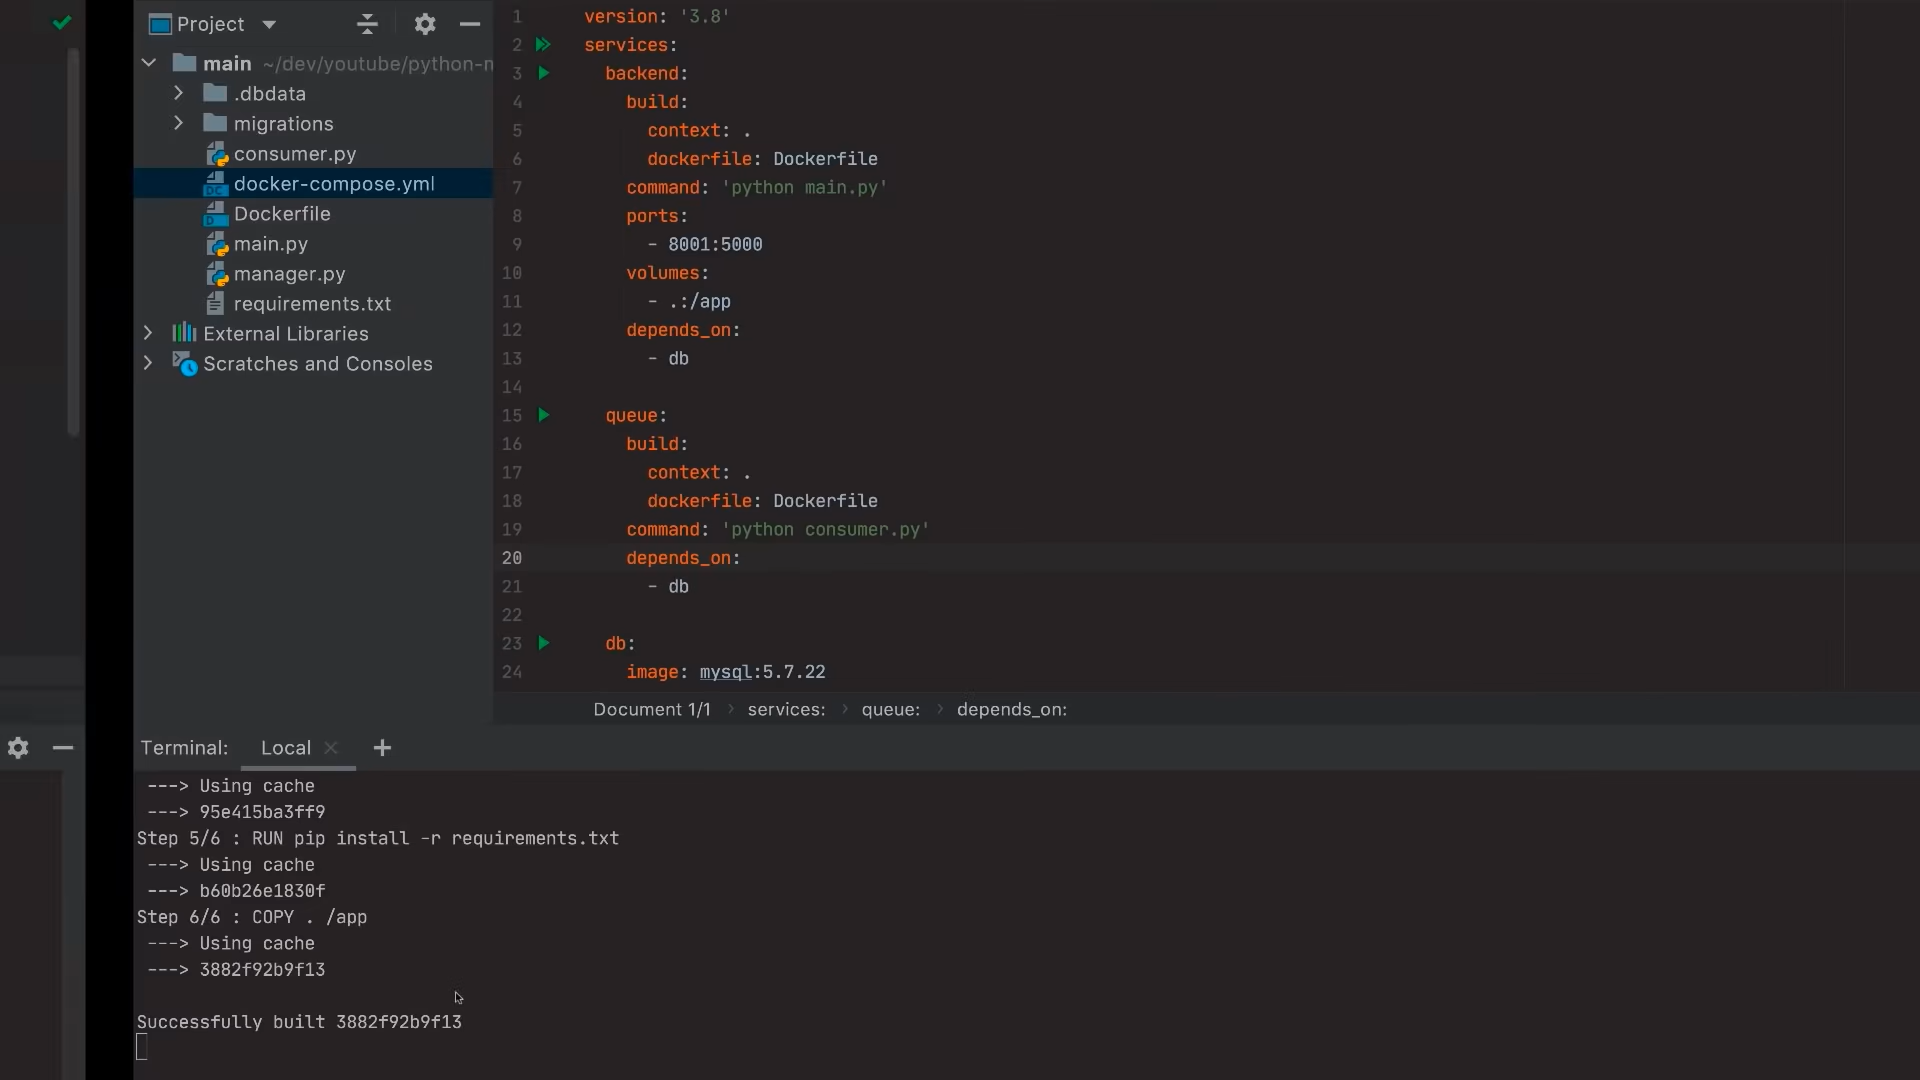 Project
main ~/dev/youtube/python-m
.dbdata
migrations
consumer.py
docker-compose.yml
Dockerfile
main.py
manager.py
requirements.txt
External Libraries
Scratches and Consoles
1 version: '3.8'
2 services:
3 backend:
4 build:
5 context: .
6 dockerfile: Dockerfile
7 command: 'python main.py'
8 ports:
9 - 8001:5000
10 volumes:
11 - .:/app
12 depends_on:
13 - db
14
15 queue:
16 build:
17 context: .
18 dockerfile: Dockerfile
19 command: 'python consumer.py'
20 depends_on:
21 - db
22
23 db:
24 image: mysql:5.7.22
Document 1/1 › services: › queue: › depends_on:
Terminal: Local × +
---> Using cache
---> 95e415ba3ff9
Step 5/6 : RUN pip install -r requirements.txt
---> Using cache
---> b60b26e1830f
Step 6/6 : COPY . /app
---> Using cache
---> 3882f92b9f13
Successfully built 3882f92b9f13